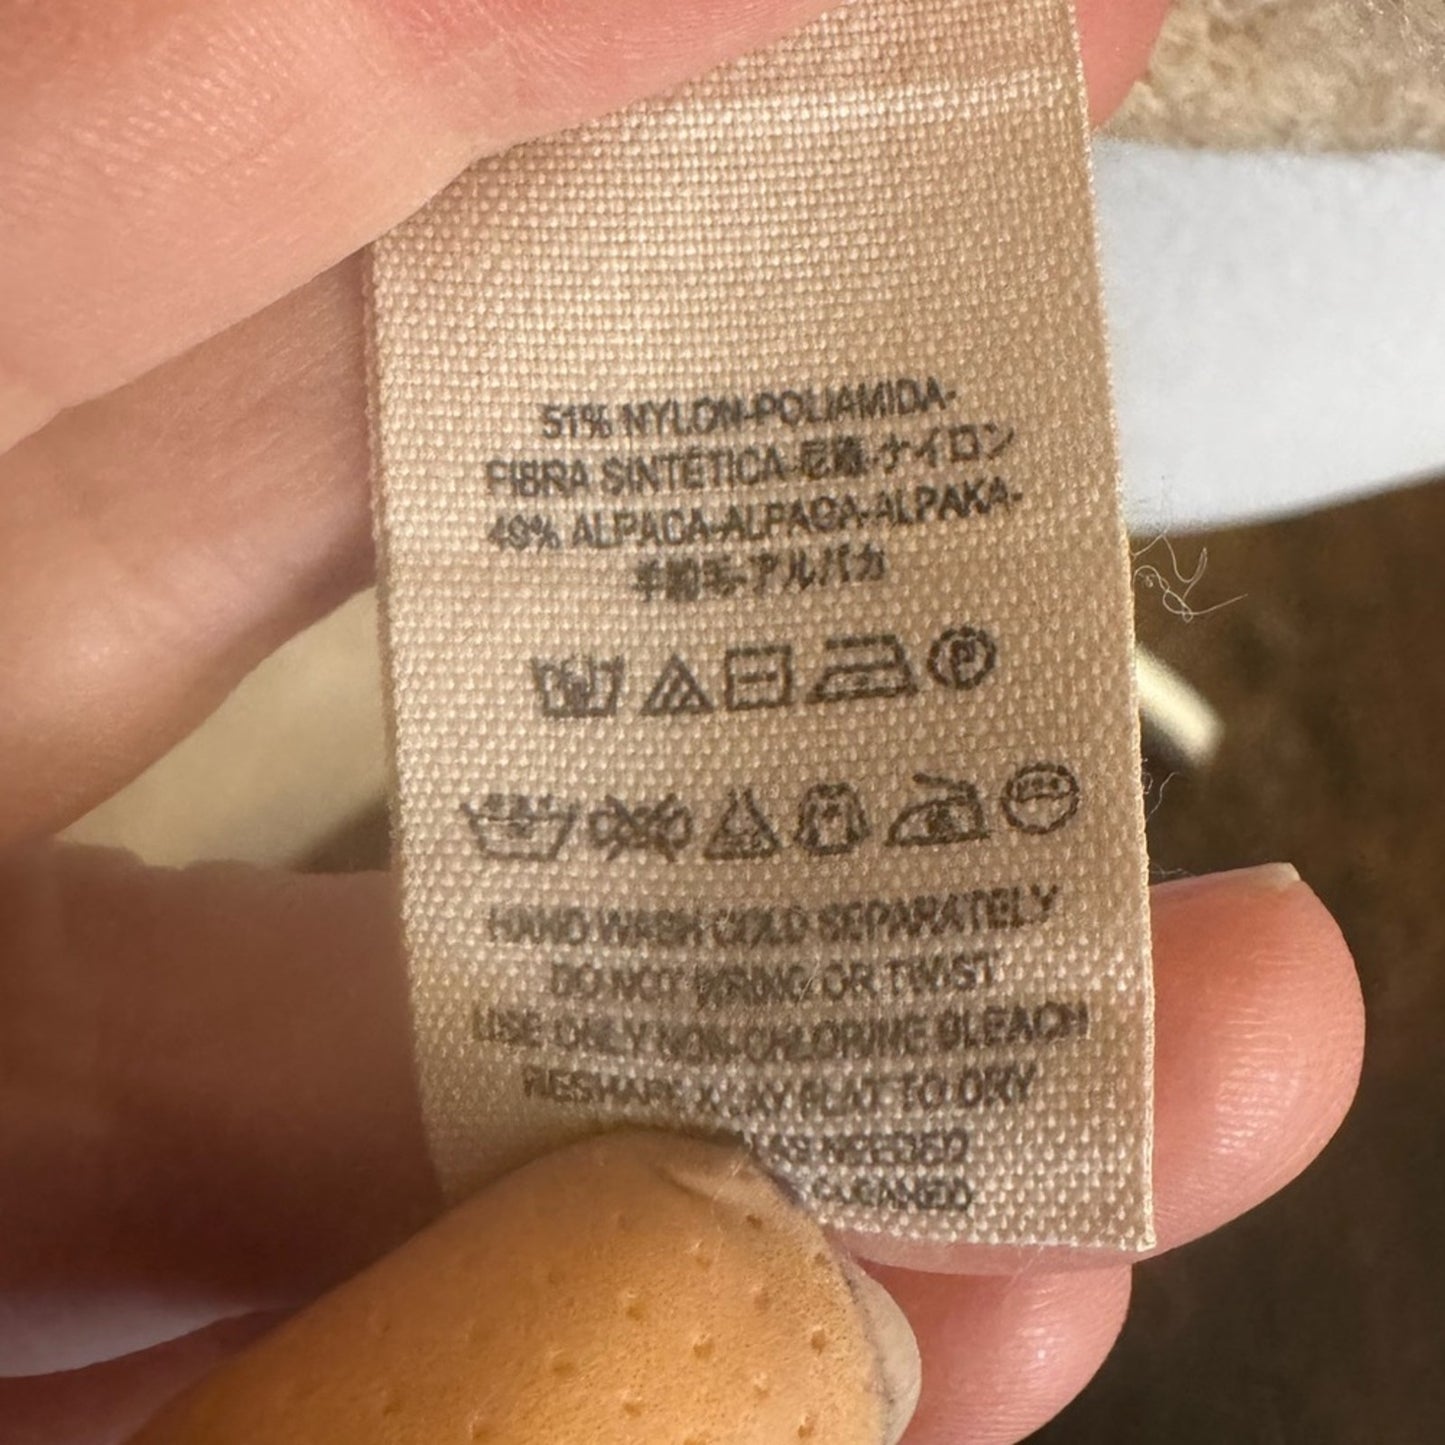 51% NYLON-POLIAMIDA-
FIBRA SINTÉTICA-尼龍-ナイロン
49% ALPACA-ALPAGA-ALPAKA-
羊驼毛-アルパカ
HAND WASH COLD SEPARATELY
DO NOT WRING OR TWIST
USE ONLY NON-CHLORINE BLEACH
RESHAPE LAY FLAT TO DRY
AS NEEDED
CLEANED